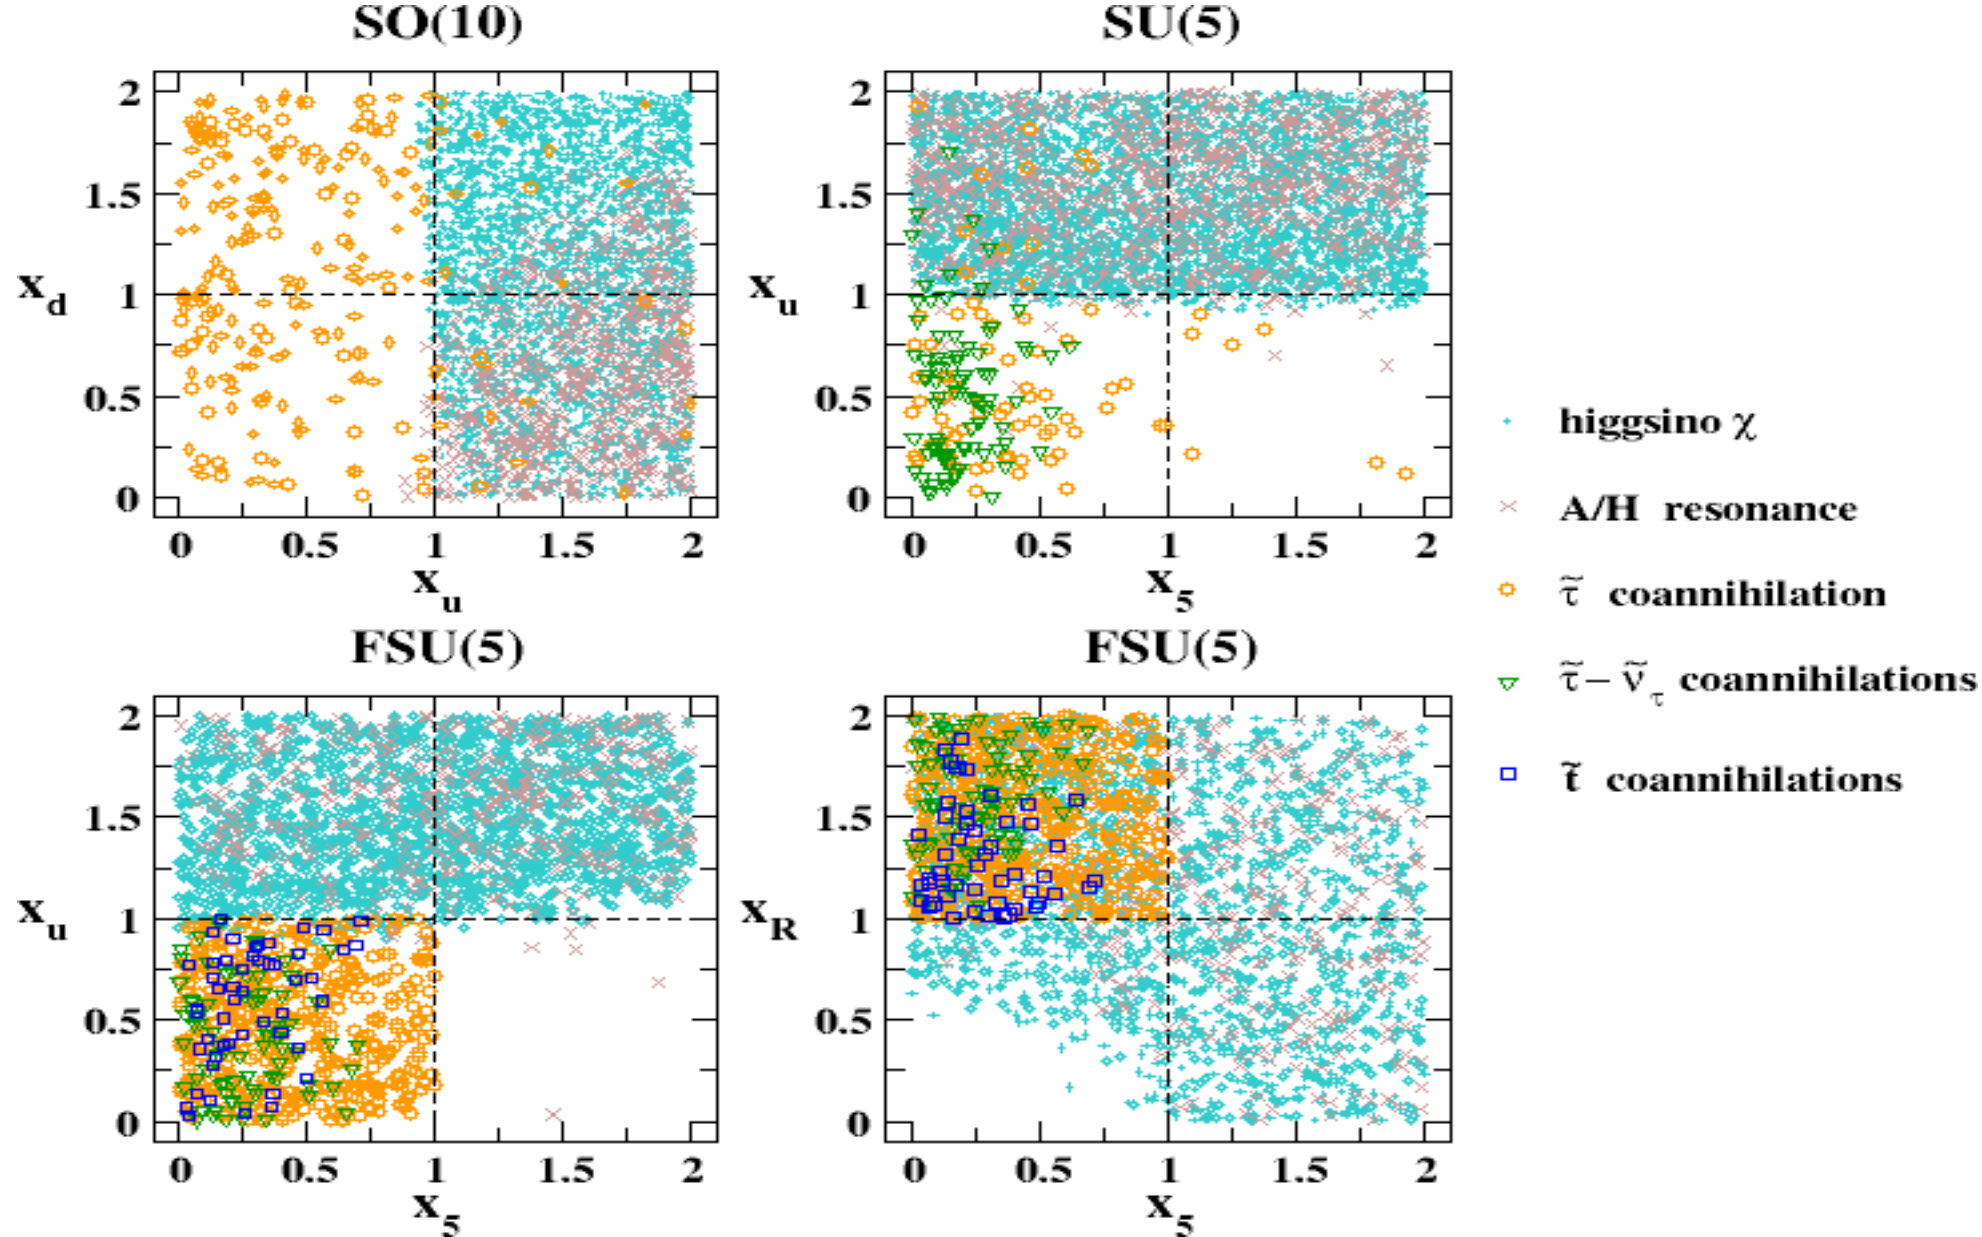 SO(10)
2
1.5
1
0.5
0
x_d
0 0.5 1 1.5 2
x_u
SU(5)
2
1.5
1
0.5
0
x_u
0 0.5 1 1.5 2
x_5
FSU(5)
2
1.5
1
0.5
0
x_u
0 0.5 1 1.5 2
x_5
FSU(5)
2
1.5
1
0.5
0
x_R
0 0.5 1 1.5 2
x_5
higgsino χ
A/H resonance
τ̃ coannihilation
τ̃ – ν̃_τ coannihilations
t̃ coannihilations